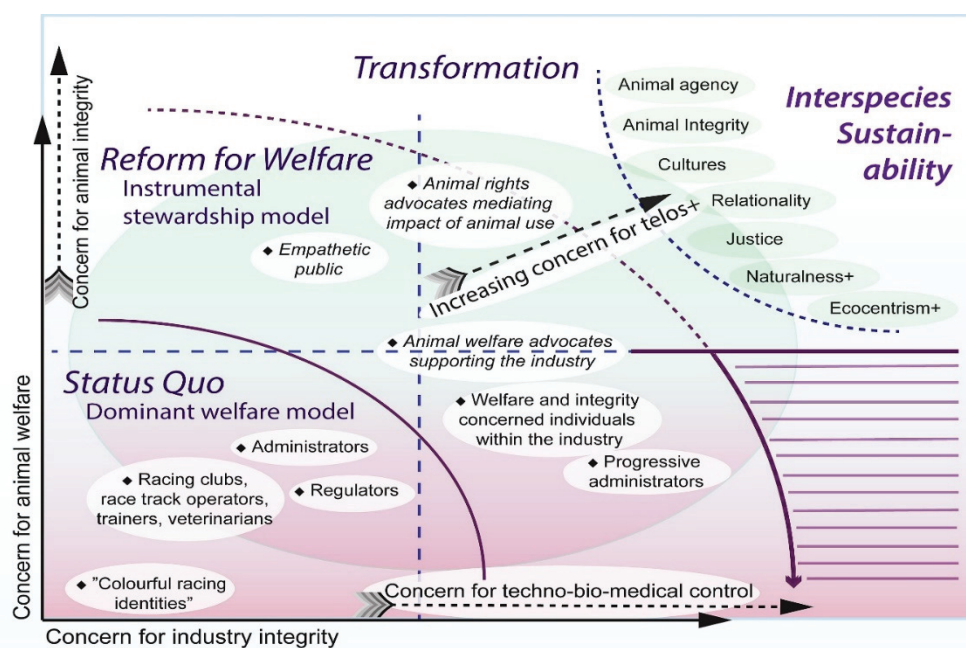 Transformation
Interspecies
Sustain-
ability
Animal agency
Animal Integrity
Cultures
Relationality
Justice
Naturalness+
Ecocentrism+
Concern for animal integrity
Reform for Welfare
Instrumental
stewardship model
◆ Animal rights
advocates mediating
impact of animal use
◆ Empathetic
public
Increasing concern for telos+
◆ Animal welfare advocates
supporting the industry
Concern for animal welfare
Status Quo
Dominant welfare model
◆ Welfare and integrity
concerned individuals
within the industry
◆ Administrators
◆ Progressive
administrators
◆ Racing clubs,
race track operators,
trainers, veterinarians
◆ Regulators
◆ "Colourful racing
identities"
Concern for techno-bio-medical control
Concern for industry integrity